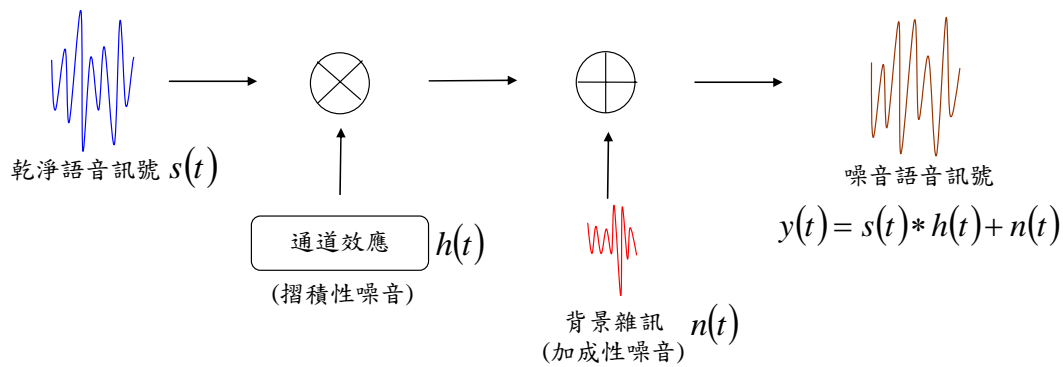 乾淨語音訊號 s(t)
通道效應 h(t)
(摺積性噪音)
背景雜訊 n(t)
(加成性噪音)
噪音語音訊號
y(t) = s(t) * h(t) + n(t)